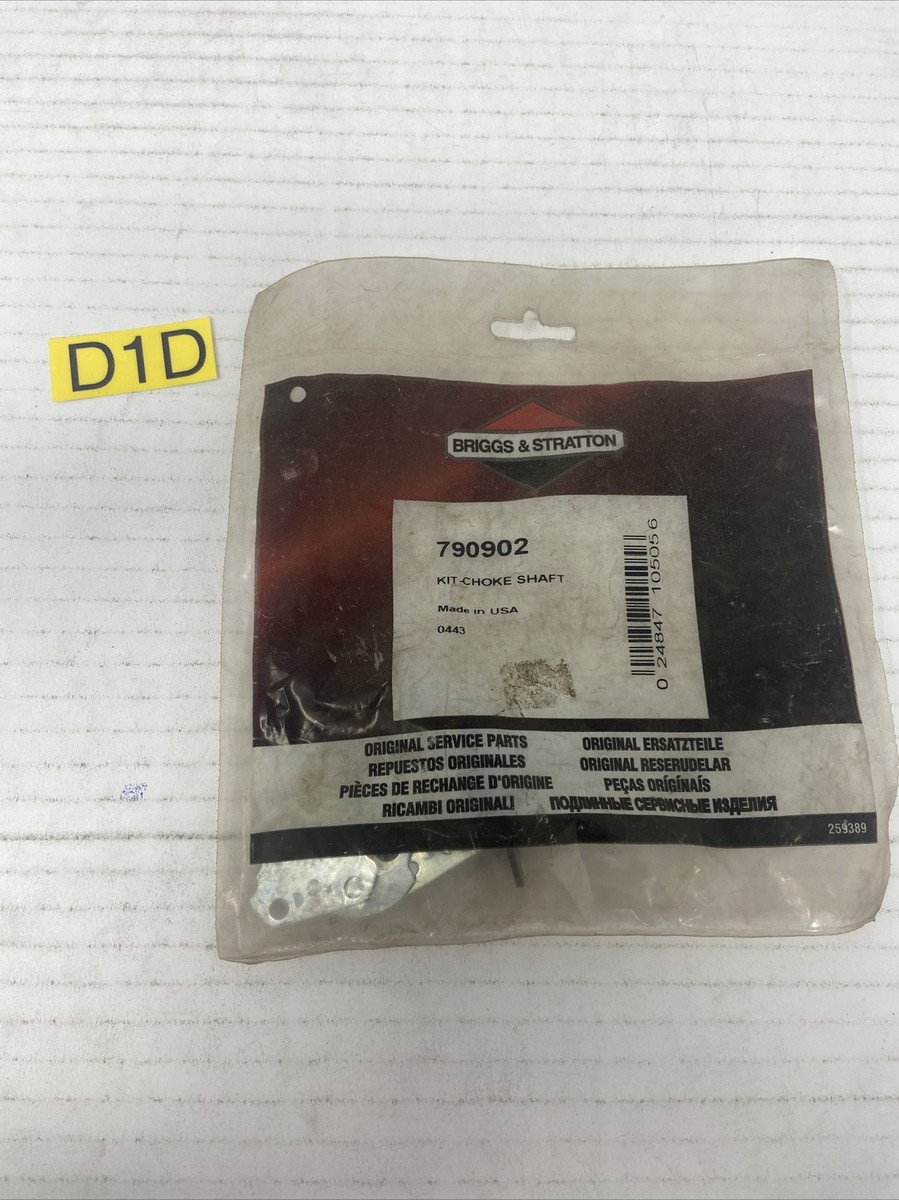 D1D
BRIGGS & STRATTON
790902
KIT-CHOKE SHAFT
Made in USA
0443
0 24847 10505 6
ORIGINAL SERVICE PARTS
REPUESTOS ORIGINALES
PIÈCES DE RECHANGE D'ORIGINE
RICAMBI ORIGINALI
ORIGINAL ERSATZTEILE
ORIGINAL RESERUDELAR
PEÇAS ORÍGÍNAÍS
ПОДЛИННЫЕ СЕРВИСНЫЕ ИЗДЕЛИЯ
259389